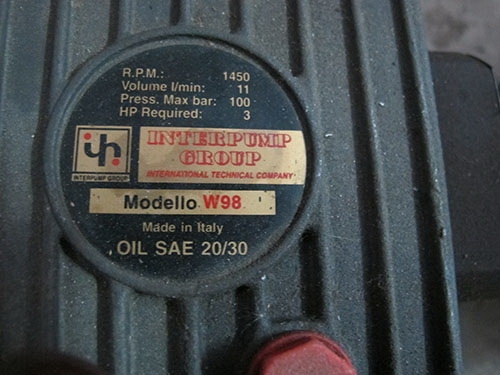 R.P.M.: 1450
Volume l/min: 11
Press. Max bar: 100
HP Required: 3
ih
INTERPUMP GROUP
INTERPUMP
GROUP
INTERNATIONAL TECHNICAL COMPANY
Modello W98
Made in Italy
OIL SAE 20/30